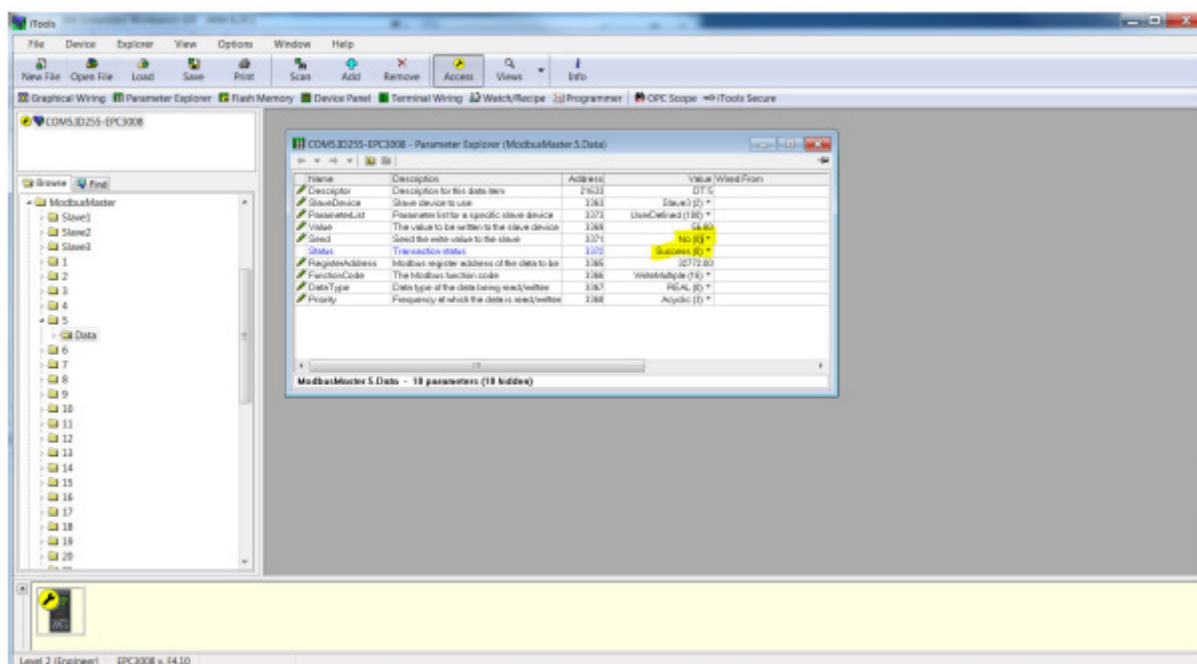 iTools
File Device Explorer View Options Window Help
New File Open File Load Save Print Scan Add Remove Access Views Info
Graphical Wiring Parameter Explorer Flash Memory Device Panel Terminal Wiring Watch/Recipe Programmer OPC Scope iTools Secure
COM5.ID255-EPC3008
COM5.ID255-EPC3008 - Parameter Explorer (ModbusMaster.5.Data)
Browse Find
Name Description Address Value Wired From
Descriptor Description for this data item DT5
SlaveDevice Slave device to use 3363 Slave3 (2)
ParameterList Parameter list for a specific slave device 3373 UserDefined (100)
Value The value to be written to the slave device 3369
Send Send the write value to the slave 3371 No (0)
Status Transaction status 3372 Success (0)
RegisterAddress Modbus register address of the data to be 3365 32772.00
FunctionCode The Modbus function code 3366 WriteMultiple (16)
DataType Data type of the data being read/written 3367 REAL (8)
Priority Frequency at which the data is read/written 3368 Acyclic (3)
ModbusMaster.5.Data - 18 parameters (18 hidden)
ModbusMaster
Slave1
Slave2
Slave3
1
2
3
4
5
Data
6
7
8
9
10
11
12
13
14
15
16
17
18
19
20
Level 2 (Engineer) EPC3008 v. E4.10